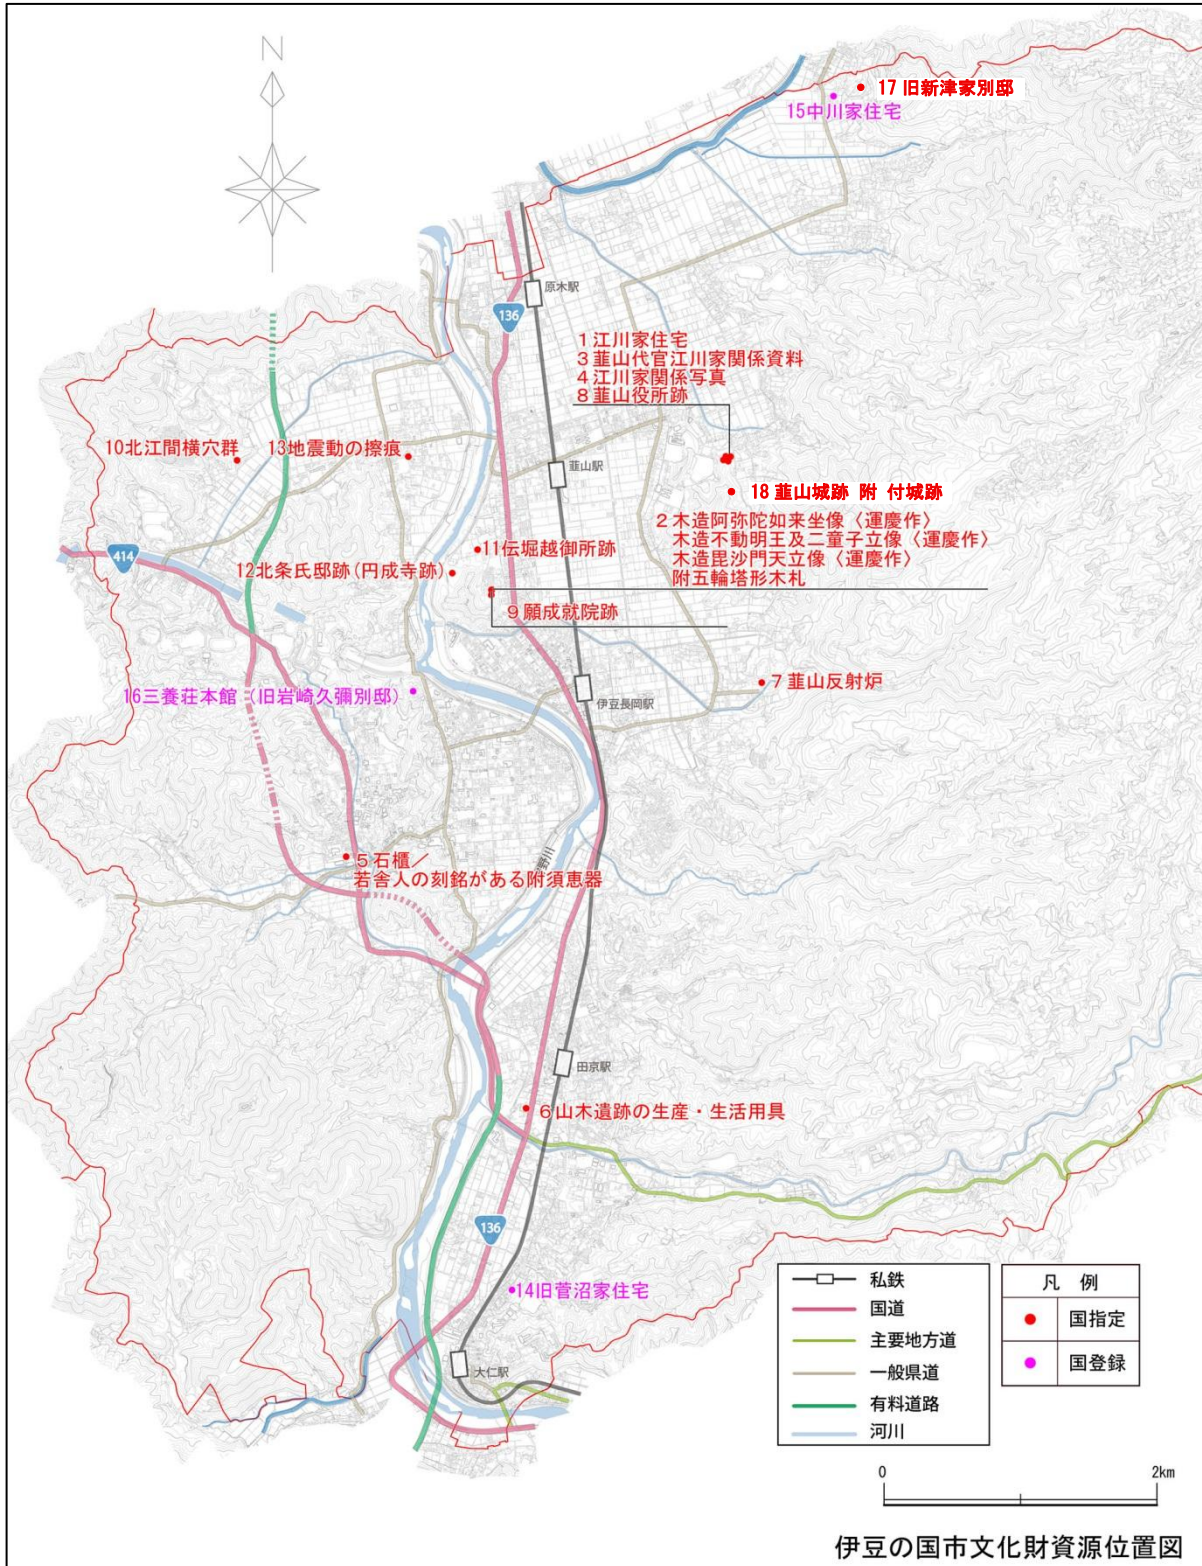 N
17 旧新津家別邸
15中川家住宅
原木駅
136
1 江川家住宅
3 韮山代官江川家関係資料
4 江川家関係写真
8 韮山役所跡
10北江間横穴群
13地震動の擦痕
韮山駅
18 韮山城跡 附 付城跡
2 木造阿弥陀如来坐像〈運慶作〉
木造不動明王及二童子立像〈運慶作〉
木造毘沙門天立像〈運慶作〉
附五輪塔形木札
414
11伝堀越御所跡
12北条氏邸跡(円成寺跡)
9 願成就院跡
16三養荘本館（旧岩崎久彌別邸）
7 韮山反射炉
伊豆長岡駅
5 石櫃／
若舎人の刻銘がある附須恵器
狩野川
田京駅
6 山木遺跡の生産・生活用具
136
14旧菅沼家住宅
大仁駅
私鉄
国道
主要地方道
一般県道
有料道路
河川
凡 例
国指定
国登録
0
2km
伊豆の国市文化財資源位置図